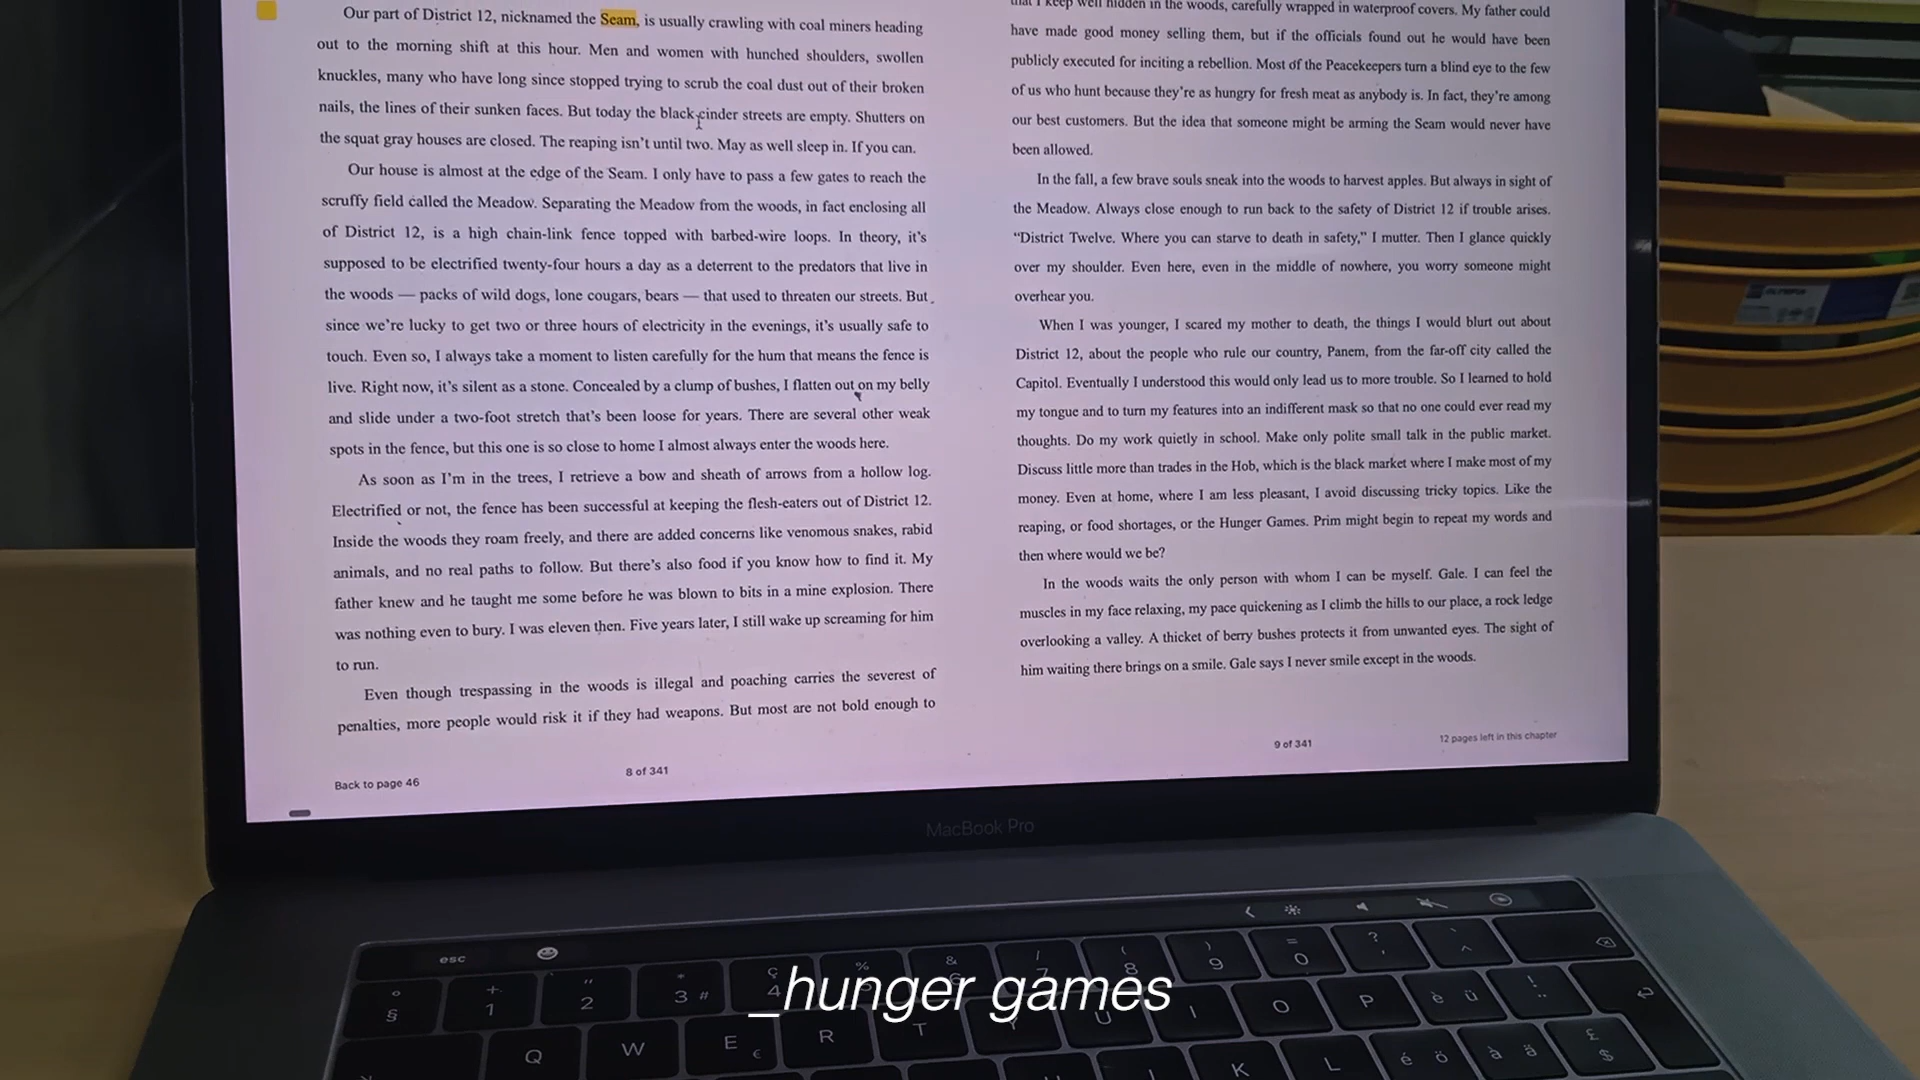 Our part of District 12, nicknamed the Seam, is usually crawling with coal miners heading
out to the morning shift at this hour. Men and women with hunched shoulders, swollen
knuckles, many who have long since stopped trying to scrub the coal dust out of their broken
nails, the lines of their sunken faces. But today the black cinder streets are empty. Shutters on
the squat gray houses are closed. The reaping isn’t until two. May as well sleep in. If you can.
Our house is almost at the edge of the Seam. I only have to pass a few gates to reach the
scruffy field called the Meadow. Separating the Meadow from the woods, in fact enclosing all
of District 12, is a high chain-link fence topped with barbed-wire loops. In theory, it’s
supposed to be electrified twenty-four hours a day as a deterrent to the predators that live in
the woods — packs of wild dogs, lone cougars, bears — that used to threaten our streets. But
since we’re lucky to get two or three hours of electricity in the evenings, it’s usually safe to
touch. Even so, I always take a moment to listen carefully for the hum that means the fence is
live. Right now, it’s silent as a stone. Concealed by a clump of bushes, I flatten out on my belly
and slide under a two-foot stretch that’s been loose for years. There are several other weak
spots in the fence, but this one is so close to home I almost always enter the woods here.
As soon as I’m in the trees, I retrieve a bow and sheath of arrows from a hollow log.
Electrified or not, the fence has been successful at keeping the flesh-eaters out of District 12.
Inside the woods they roam freely, and there are added concerns like venomous snakes, rabid
animals, and no real paths to follow. But there’s also food if you know how to find it. My
father knew and he taught me some before he was blown to bits in a mine explosion. There
was nothing even to bury. I was eleven then. Five years later, I still wake up screaming for him
to run.
Even though trespassing in the woods is illegal and poaching carries the severest of
penalties, more people would risk it if they had weapons. But most are not bold enough to
Back to page 46
8 of 341
that I keep well hidden in the woods, carefully wrapped in waterproof covers. My father could
have made good money selling them, but if the officials found out he would have been
publicly executed for inciting a rebellion. Most of the Peacekeepers turn a blind eye to the few
of us who hunt because they’re as hungry for fresh meat as anybody is. In fact, they’re among
our best customers. But the idea that someone might be arming the Seam would never have
been allowed.
In the fall, a few brave souls sneak into the woods to harvest apples. But always in sight of
the Meadow. Always close enough to run back to the safety of District 12 if trouble arises.
“District Twelve. Where you can starve to death in safety,” I mutter. Then I glance quickly
over my shoulder. Even here, even in the middle of nowhere, you worry someone might
overhear you.
When I was younger, I scared my mother to death, the things I would blurt out about
District 12, about the people who rule our country, Panem, from the far-off city called the
Capitol. Eventually I understood this would only lead us to more trouble. So I learned to hold
my tongue and to turn my features into an indifferent mask so that no one could ever read my
thoughts. Do my work quietly in school. Make only polite small talk in the public market.
Discuss little more than trades in the Hob, which is the black market where I make most of my
money. Even at home, where I am less pleasant, I avoid discussing tricky topics. Like the
reaping, or food shortages, or the Hunger Games. Prim might begin to repeat my words and
then where would we be?
In the woods waits the only person with whom I can be myself. Gale. I can feel the
muscles in my face relaxing, my pace quickening as I climb the hills to our place, a rock ledge
overlooking a valley. A thicket of berry bushes protects it from unwanted eyes. The sight of
him waiting there brings on a smile. Gale says I never smile except in the woods.
9 of 341
12 pages left in this chapter
MacBook Pro
esc
° § + 1 " 2 * 3 # ç 4 % & / 7 ( 8 ) 9 = 0 ? ' ` ^
_hunger games
Q W E € R T Y U I O P è ü ! ¨
K L é ö à ä £ $